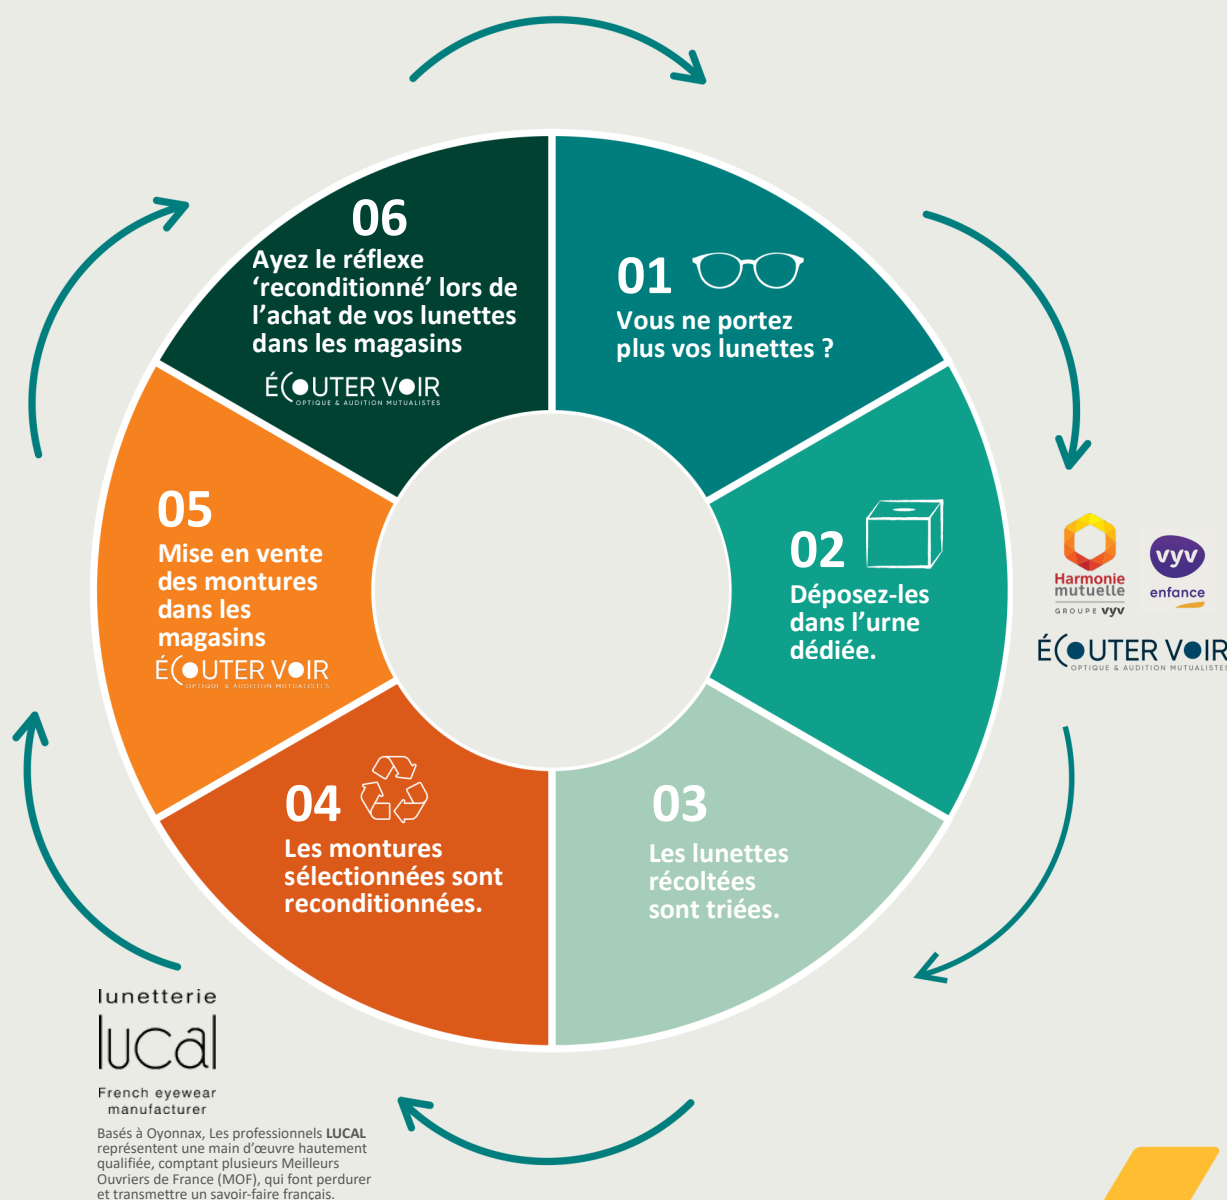 01
Vous ne portez
plus vos lunettes ?
02
Déposez-les
dans l’urne
dédiée.
Harmonie
mutuelle
GROUPE vyv
vyv
enfance
ÉCOUTER VOIR
OPTIQUE & AUDITION MUTUALISTES
03
Les lunettes
récoltées
sont triées.
04
Les montures
sélectionnées sont
reconditionnées.
lunetterie
lucal
French eyewear
manufacturer
Basés à Oyonnax, Les professionnels LUCAL
représentent une main d’œuvre hautement
qualifiée, comptant plusieurs Meilleurs
Ouvriers de France (MOF), qui font perdurer
et transmettre un savoir-faire français.
05
Mise en vente
des montures
dans les
magasins
ÉCOUTER VOIR
OPTIQUE & AUDITION MUTUALISTES
06
Ayez le réflexe
‘reconditionné’ lors de
l’achat de vos lunettes
dans les magasins
ÉCOUTER VOIR
OPTIQUE & AUDITION MUTUALISTES